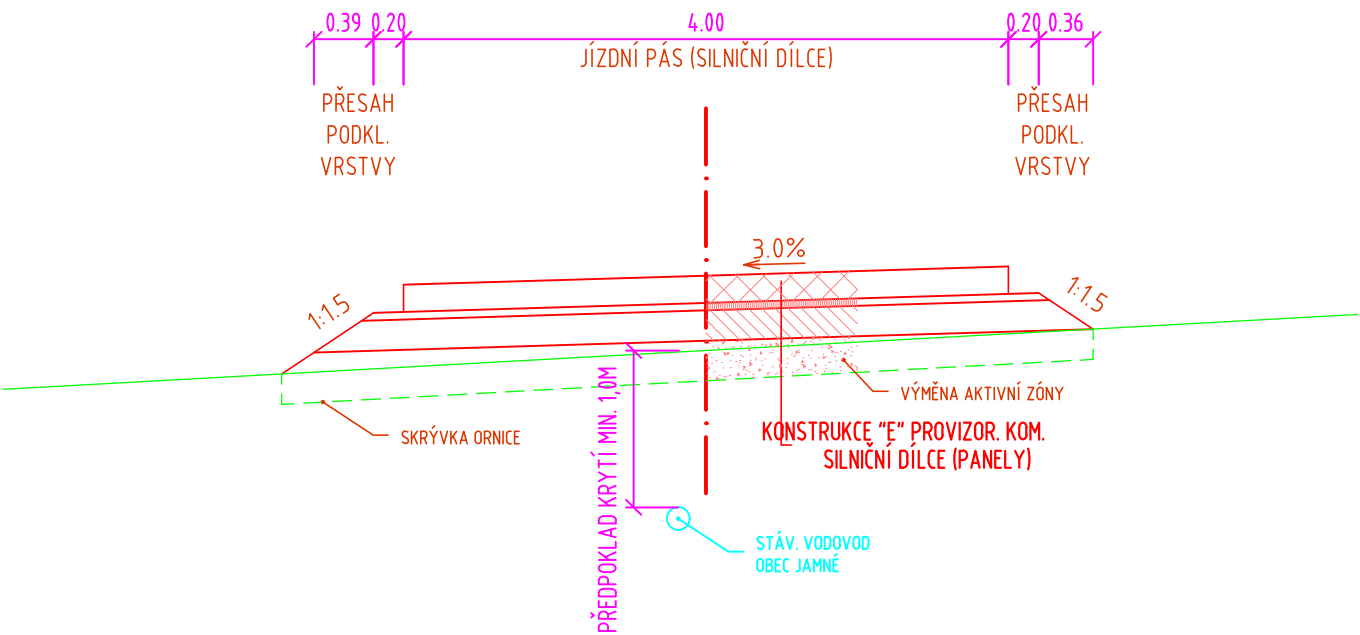 0.39 0.20 4.00 0.20 0.36
JÍZDNÍ PÁS (SILNIČNÍ DÍLCE)
PŘESAH
PODKL.
VRSTVY
PŘESAH
PODKL.
VRSTVY
3.0%
1:1.5
1:1.5
VÝMĚNA AKTIVNÍ ZÓNY
SKRÝVKA ORNICE
KONSTRUKCE "E" PROVIZOR. KOM.
SILNIČNÍ DÍLCE (PANELY)
PŘEDPOKLAD KRYTÍ MIN. 1,0M
STÁV. VODOVOD
OBEC JAMNÉ